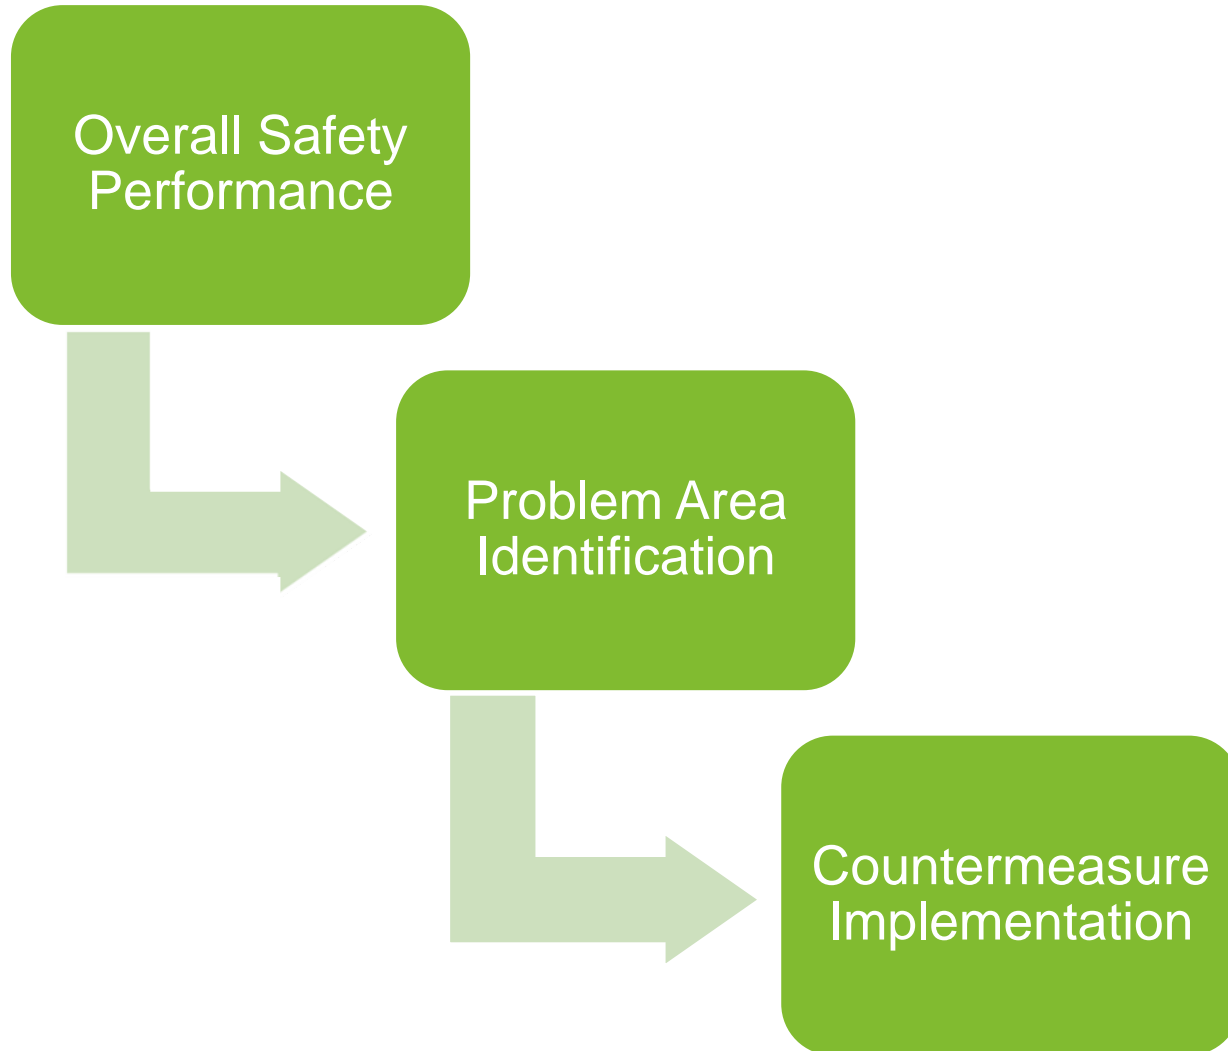 Overall Safety
Performance
Problem Area
Identification
Countermeasure
Implementation